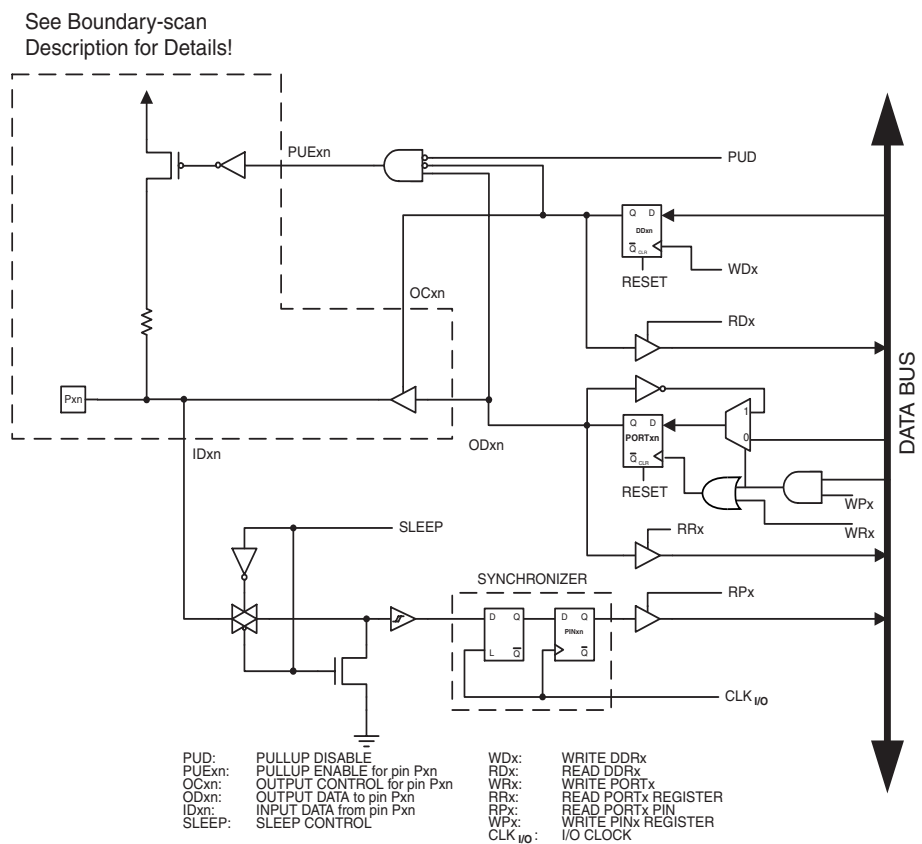 See Boundary-scan
Description for Details!
PUExn
PUD
Q D
DDxn
Q CLR
WDx
RESET
OCxn
RDx
Pxn
1
Q D
PORTxn
0
ODxn
IDxn
Q CLR
RESET
WPx
WRx
SLEEP
RRx
SYNCHRONIZER
RPx
D Q
L Q
D Q
PINxn
Q
CLK I/O
DATA BUS
PUD: PULLUP DISABLE
PUExn: PULLUP ENABLE for pin Pxn
OCxn: OUTPUT CONTROL for pin Pxn
ODxn: OUTPUT DATA to pin Pxn
IDxn: INPUT DATA from pin Pxn
SLEEP: SLEEP CONTROL
WDx: WRITE DDRx
RDx: READ DDRx
WRx: WRITE PORTx
RRx: READ PORTx REGISTER
RPx: READ PORTx PIN
WPx: WRITE PINx REGISTER
CLK I/O: I/O CLOCK